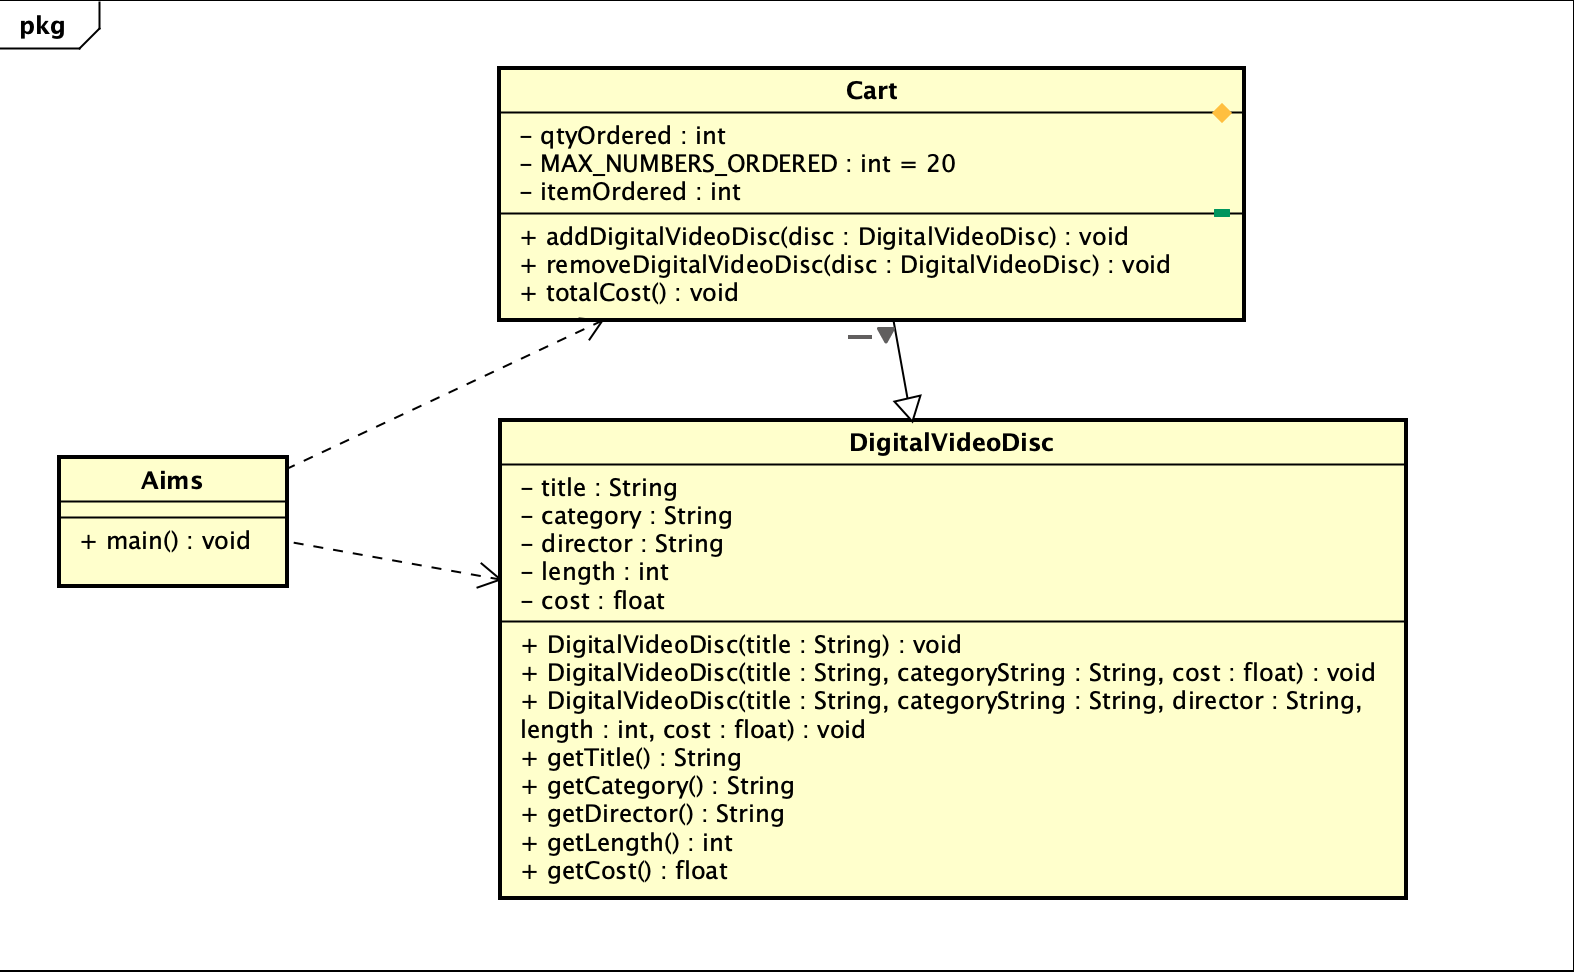 pkg
Cart
– qtyOrdered : int
– MAX_NUMBERS_ORDERED : int = 20
– itemOrdered : int
+ addDigitalVideoDisc(disc : DigitalVideoDisc) : void
+ removeDigitalVideoDisc(disc : DigitalVideoDisc) : void
+ totalCost() : void
Aims
+ main() : void
DigitalVideoDisc
– title : String
– category : String
– director : String
– length : int
– cost : float
+ DigitalVideoDisc(title : String) : void
+ DigitalVideoDisc(title : String, categoryString : String, cost : float) : void
+ DigitalVideoDisc(title : String, categoryString : String, director : String,
length : int, cost : float) : void
+ getTitle() : String
+ getCategory() : String
+ getDirector() : String
+ getLength() : int
+ getCost() : float